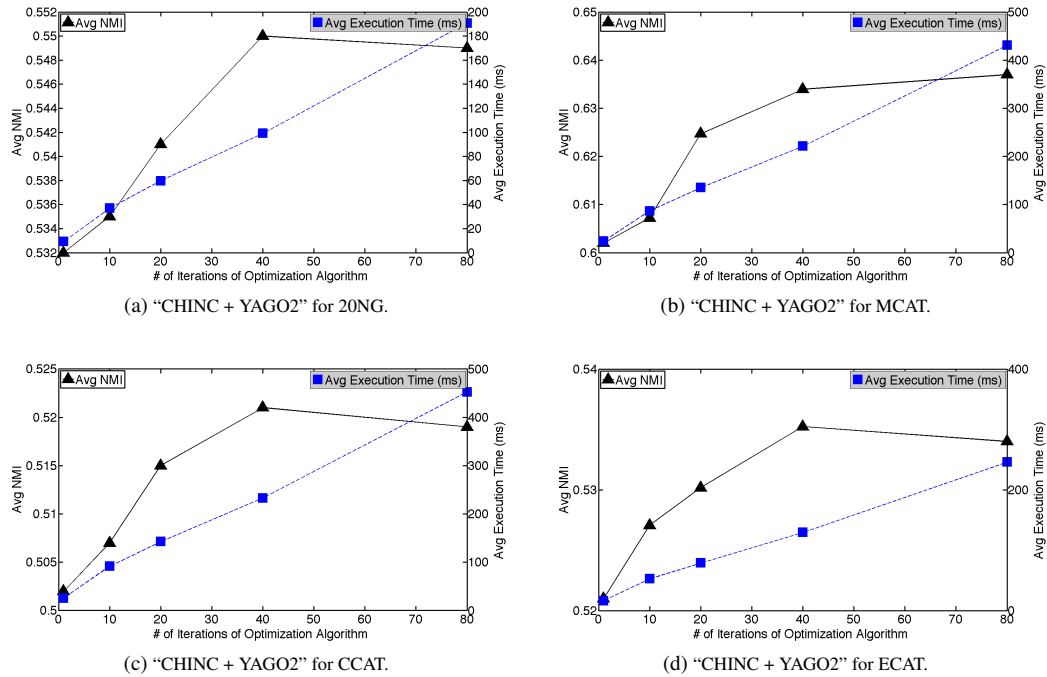 Avg NMI
Avg Execution Time (ms)
0.552
0.55
0.548
0.546
0.544
0.542
0.54
0.538
0.536
0.534
0.532
Avg NMI
200
180
160
140
120
100
80
60
40
20
0
Avg Execution Time (ms)
0 10 20 30 40 50 60 70 80
# of Iterations of Optimization Algorithm
(a) “CHINC + YAGO2” for 20NG.
Avg NMI
Avg Execution Time (ms)
0.65
0.64
0.63
0.62
0.61
0.6
Avg NMI
500
400
300
200
100
0
Avg Execution Time (ms)
0 10 20 30 40 50 60 70 80
# of Iterations of Optimization Algorithm
(b) “CHINC + YAGO2” for MCAT.
Avg NMI
Avg Execution Time (ms)
0.525
0.52
0.515
0.51
0.505
0.5
Avg NMI
500
400
300
200
100
0
Avg Execution Time (ms)
0 10 20 30 40 50 60 70 80
# of Iterations of Optimization Algorithm
(c) “CHINC + YAGO2” for CCAT.
Avg NMI
Avg Execution Time (ms)
0.54
0.53
0.52
Avg NMI
400
200
0
Avg Execution Time (ms)
0 10 20 30 40 50 60 70 80
# of Iterations of Optimization Algorithm
(d) “CHINC + YAGO2” for ECAT.